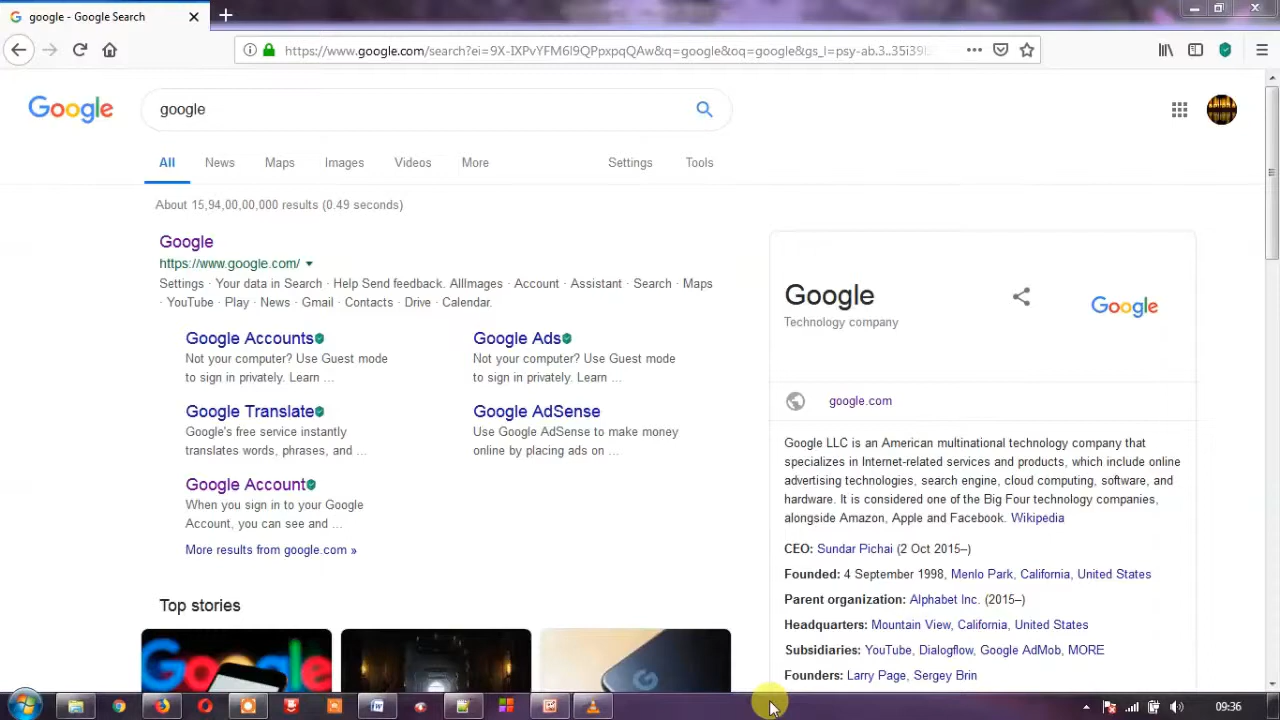 google - Google Search
https://www.google.com/search?ei=9X-IXPvYFM6l9QPpxpqQAw&q=google&oq=google&gs_l=psy-ab.3..35i39l
Google
google
All
News
Maps
Images
Videos
More
Settings
Tools
About 15,94,00,00,000 results (0.49 seconds)
Google
https://www.google.com/
Settings · Your data in Search · Help Send feedback. AllImages · Account · Assistant · Search · Maps
· YouTube · Play · News · Gmail · Contacts · Drive · Calendar.
Google Accounts
Not your computer? Use Guest mode
to sign in privately. Learn ...
Google Ads
Not your computer? Use Guest mode
to sign in privately. Learn ...
Google Translate
Google's free service instantly
translates words, phrases, and ...
Google AdSense
Use Google AdSense to make money
online by placing ads on ...
Google Account
When you sign in to your Google
Account, you can see and ...
More results from google.com »
Top stories
Google
Google
Technology company
Google
google.com
Google LLC is an American multinational technology company that
specializes in Internet-related services and products, which include online
advertising technologies, search engine, cloud computing, software, and
hardware. It is considered one of the Big Four technology companies,
alongside Amazon, Apple and Facebook. Wikipedia
CEO: Sundar Pichai (2 Oct 2015–)
Founded: 4 September 1998, Menlo Park, California, United States
Parent organization: Alphabet Inc. (2015–)
Headquarters: Mountain View, California, United States
Subsidiaries: YouTube, Dialogflow, Google AdMob, MORE
Founders: Larry Page, Sergey Brin
09:36